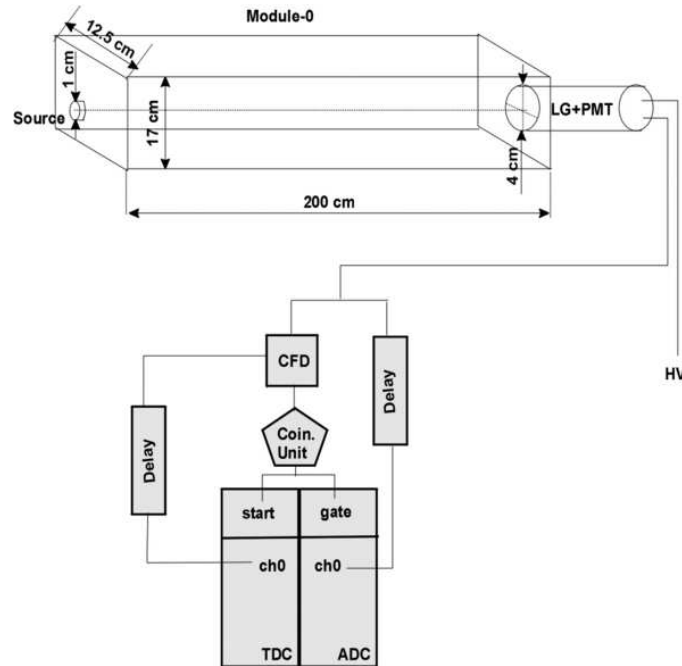 Module-0
12.5 cm
1 cm
Source
17 cm
LG+PMT
4 cm
200 cm
HV
CFD
Delay
Delay
Coin.
Unit
start
gate
ch0
ch0
TDC
ADC